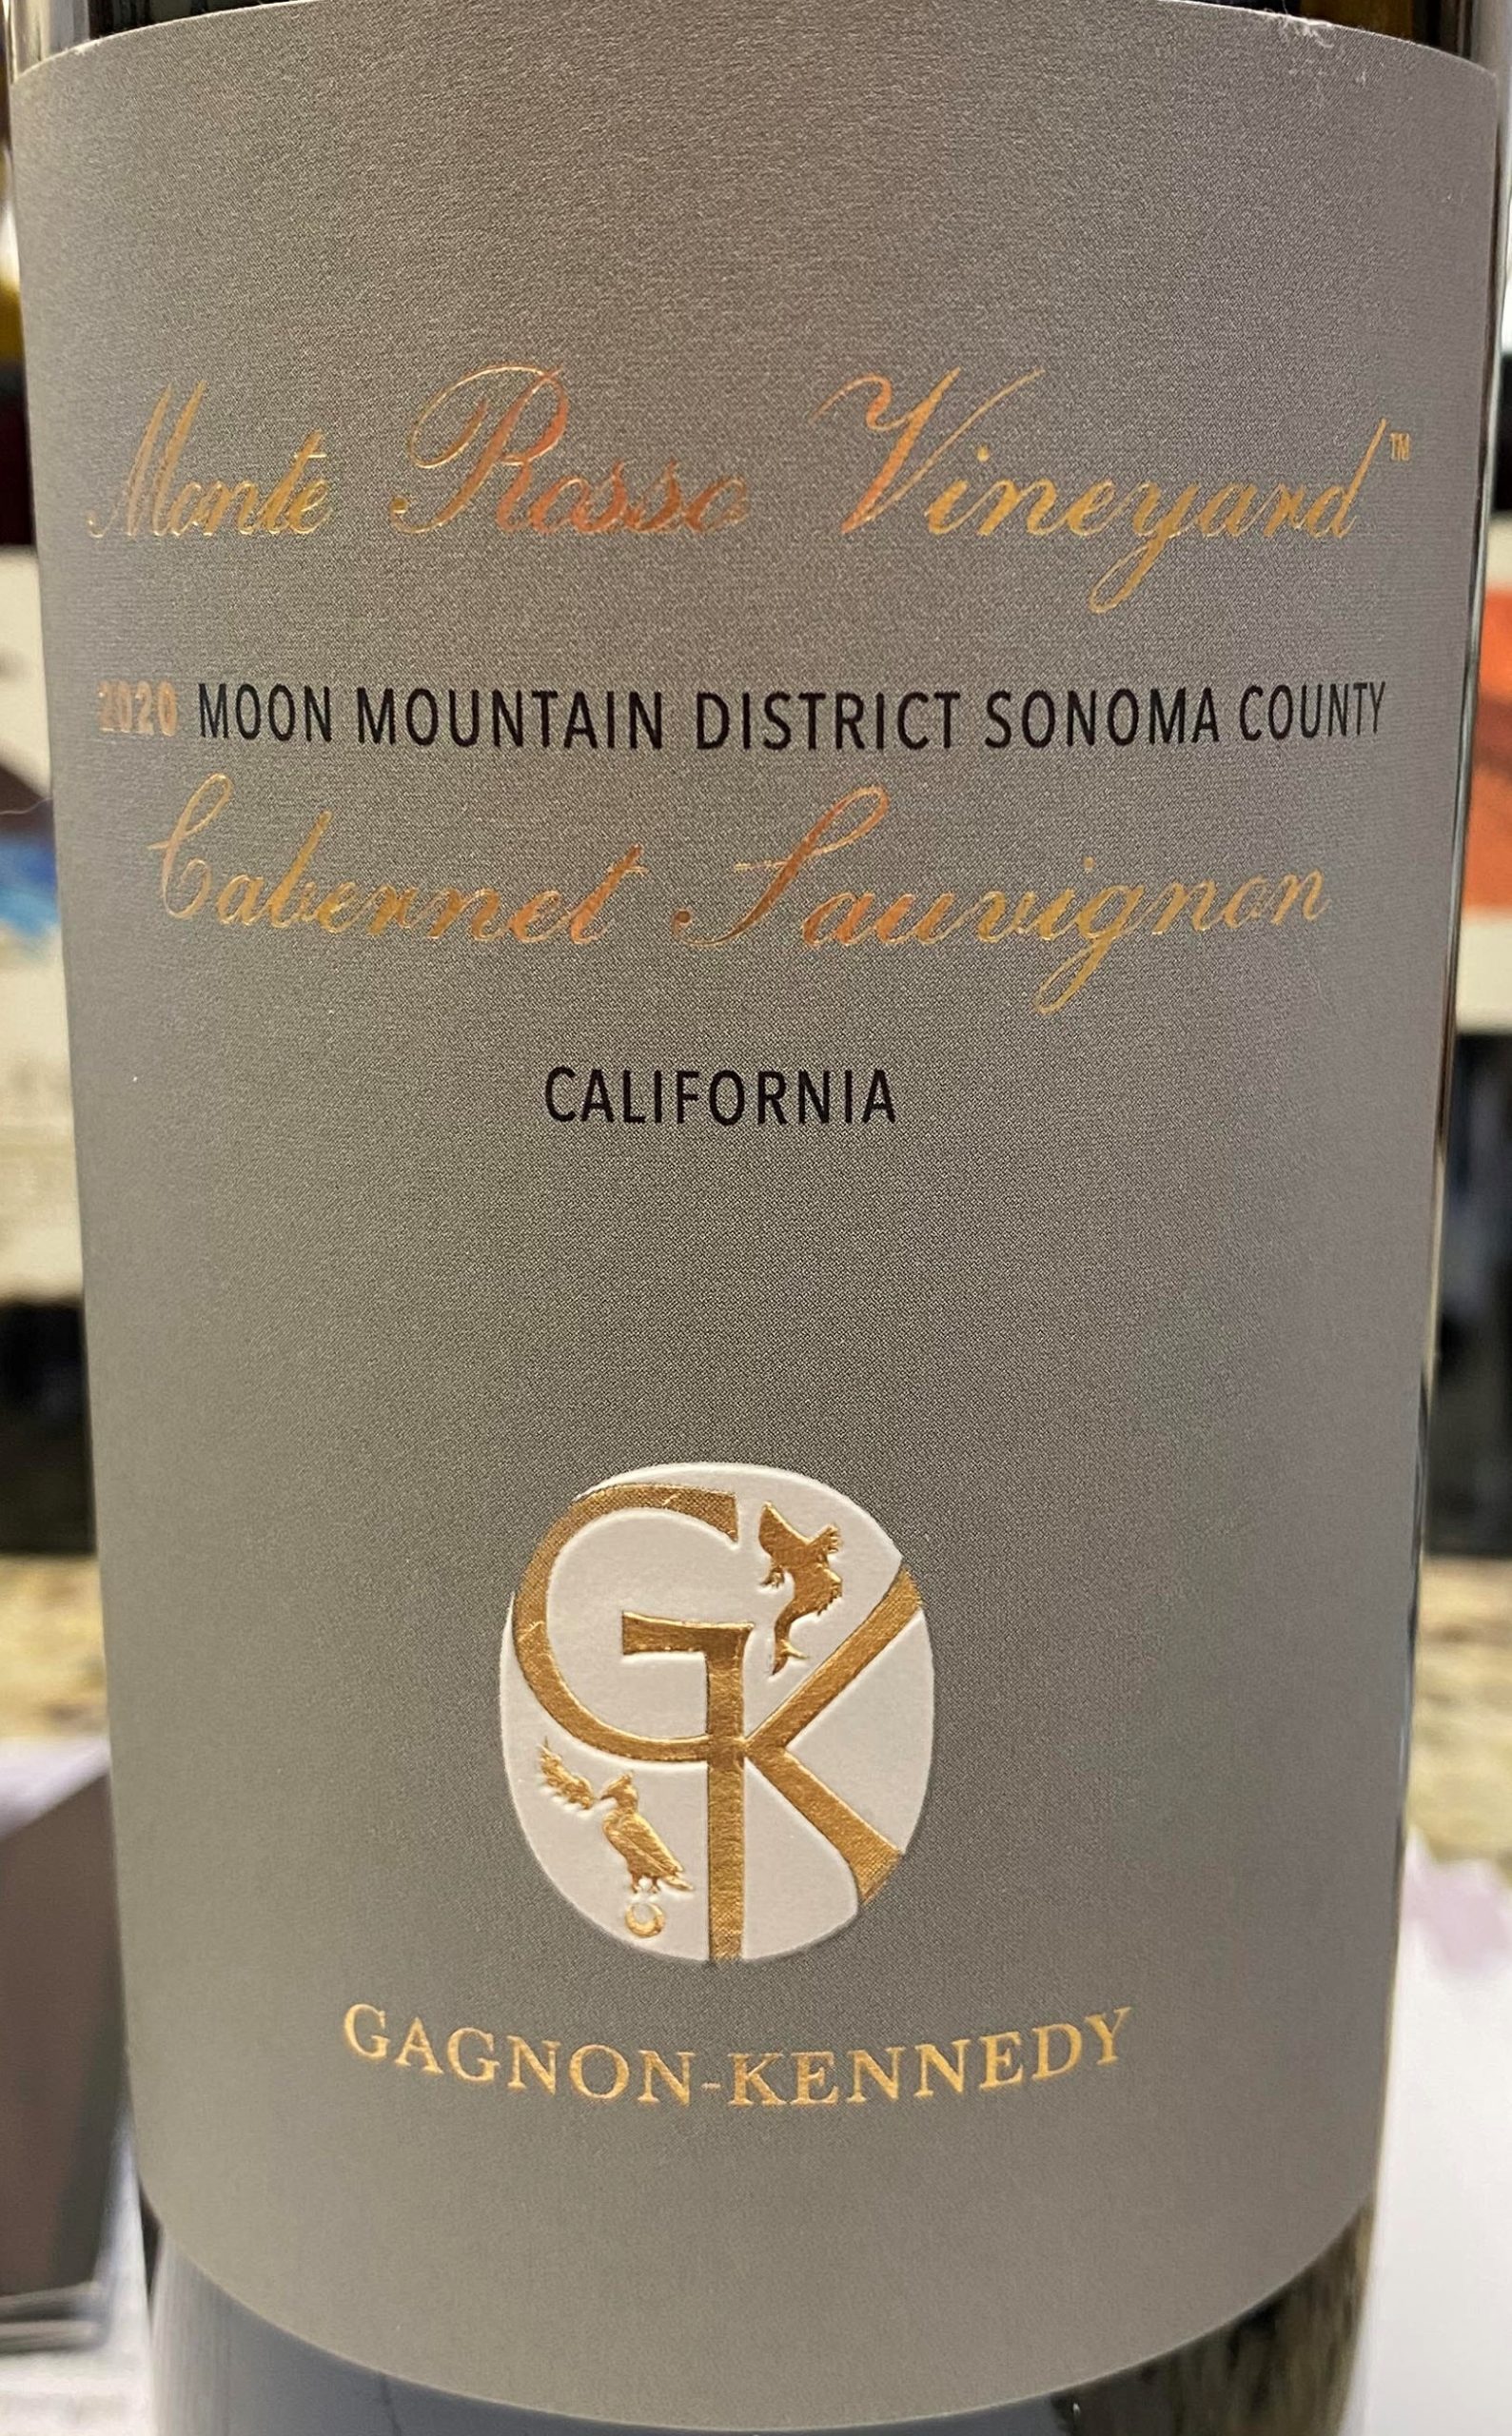 Monte Rosso Vineyard™
2020 MOON MOUNTAIN DISTRICT SONOMA COUNTY
Cabernet Sauvignon
CALIFORNIA
GK
GAGNON-KENNEDY